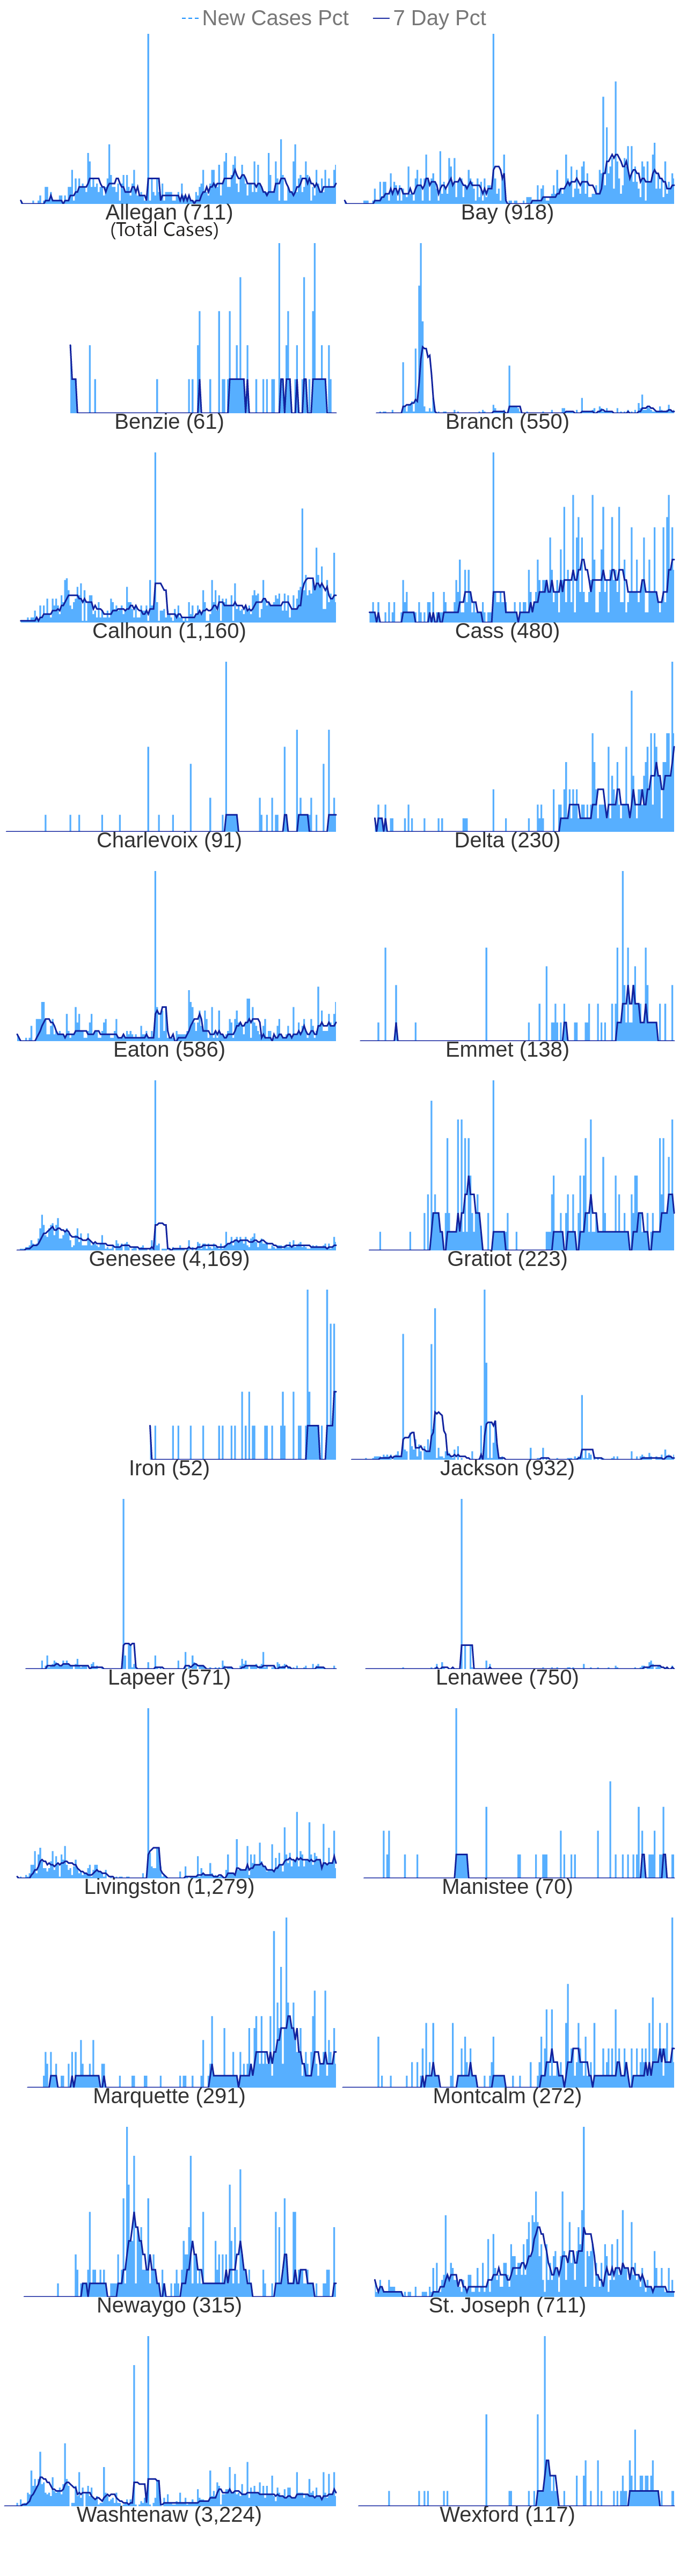 New Cases Pct 7 Day Pct
Allegan (711) Bay (918)
(Total Cases)
Benzie (61) Branch (550)
Calhoun (1,160) Cass (480)
Charlevoix (91) Delta (230)
Eaton (586) Emmet (138)
Genesee (4,169) Gratiot (223)
Iron (52) Jackson (932)
Lapeer (571) Lenawee (750)
Livingston (1,279) Manistee (70)
Marquette (291) Montcalm (272)
Newaygo (315) St. Joseph (711)
Washtenaw (3,224) Wexford (117)